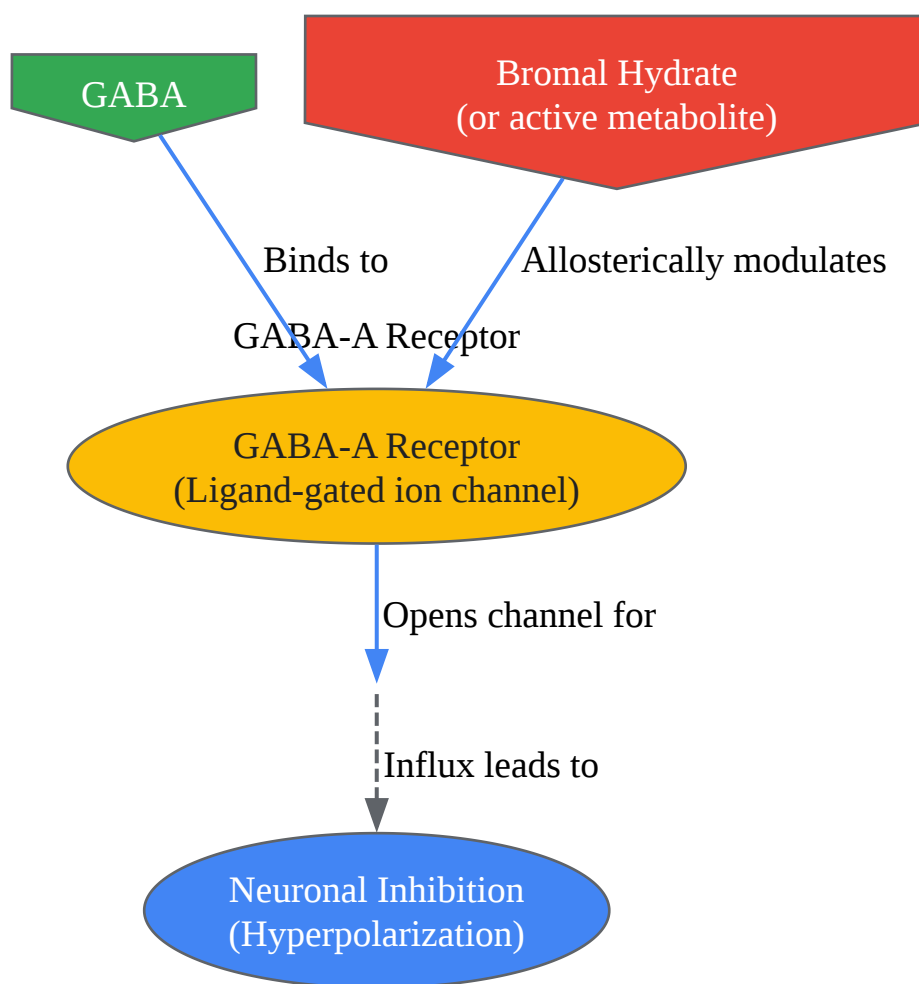 GABA
Bromal Hydrate
(or active metabolite)
Binds to
Allosterically modulates
GABA-A Receptor
GABA-A Receptor
(Ligand-gated ion channel)
Opens channel for
Influx leads to
Neuronal Inhibition
(Hyperpolarization)